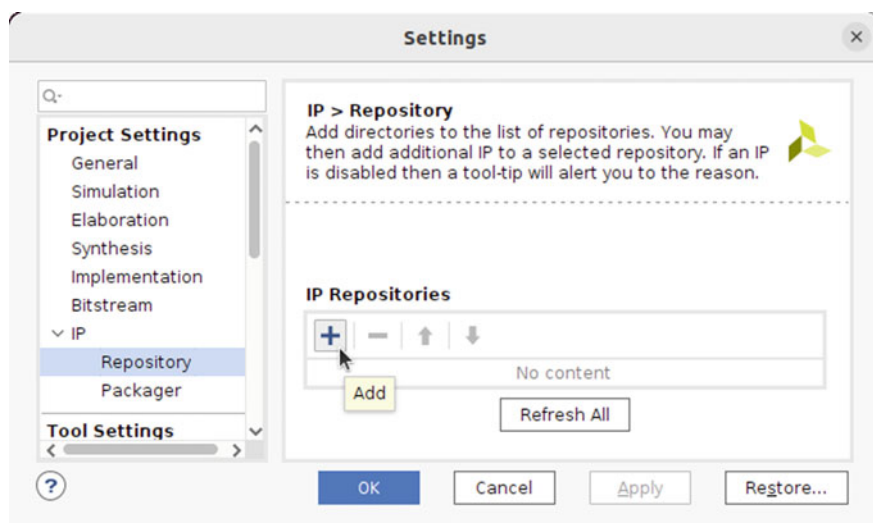 Settings
Project Settings
General
Simulation
Elaboration
Synthesis
Implementation
Bitstream
IP
Repository
Packager
Tool Settings
IP > Repository
Add directories to the list of repositories. You may
then add additional IP to a selected repository. If an IP
is disabled then a tool-tip will alert you to the reason.
IP Repositories
No content
Add
Refresh All
?
OK
Cancel
Apply
Restore...